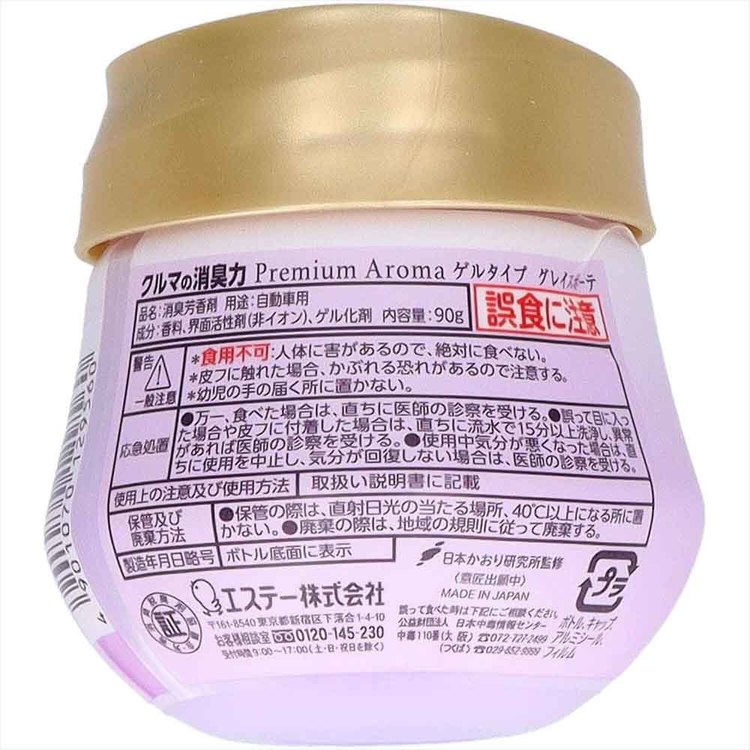 クルマの消臭力 Premium Aroma ゲルタイプ グレイスボーテ
品名:消臭芳香剤 用途:自動車用
成分:香料、界面活性剤(非イオン)、ゲル化剤 内容量:90g
誤食に注意
警告
一般注意
*食用不可:人体に害があるので、絶対に食べない。
*皮フに触れた場合、かぶれる恐れがあるので注意する。
*幼児の手の届く所に置かない。
応急処置
●万一、食べた場合は、直ちに医師の診察を受ける。●誤って目に入っ
た場合や皮フに付着した場合は、直ちに流水で15分以上洗浄し、異常
があれば医師の診察を受ける。●使用中気分が悪くなった場合は、直
ちに使用を中止し、気分が回復しない場合は、医師の診察を受ける。
使用上の注意及び使用方法 取扱い説明書に記載
保管及び
廃棄方法
●保管の際は、直射日光の当たる場所、40℃以上になる所に置
かない。●廃棄の際は、地域の規則に従って廃棄する。
製造年月日略号 ボトル底面に表示
エステー株式会社
〒161-8540 東京都新宿区下落合1-4-10
お客様相談室 0120-145-230
受付時間 9:00~17:00(土・日・祝日を除く)
証
日本かおり研究所監修
(意匠出願中)
MADE IN JAPAN
誤って食べた時は下記にご相談ください。
公益財団法人 日本中毒情報センター
中毒110番(大阪) ☎072-727-2499
(つくば) ☎029-852-9999
プラ
ボトル、キャップ、
アルミシール、
フィルム